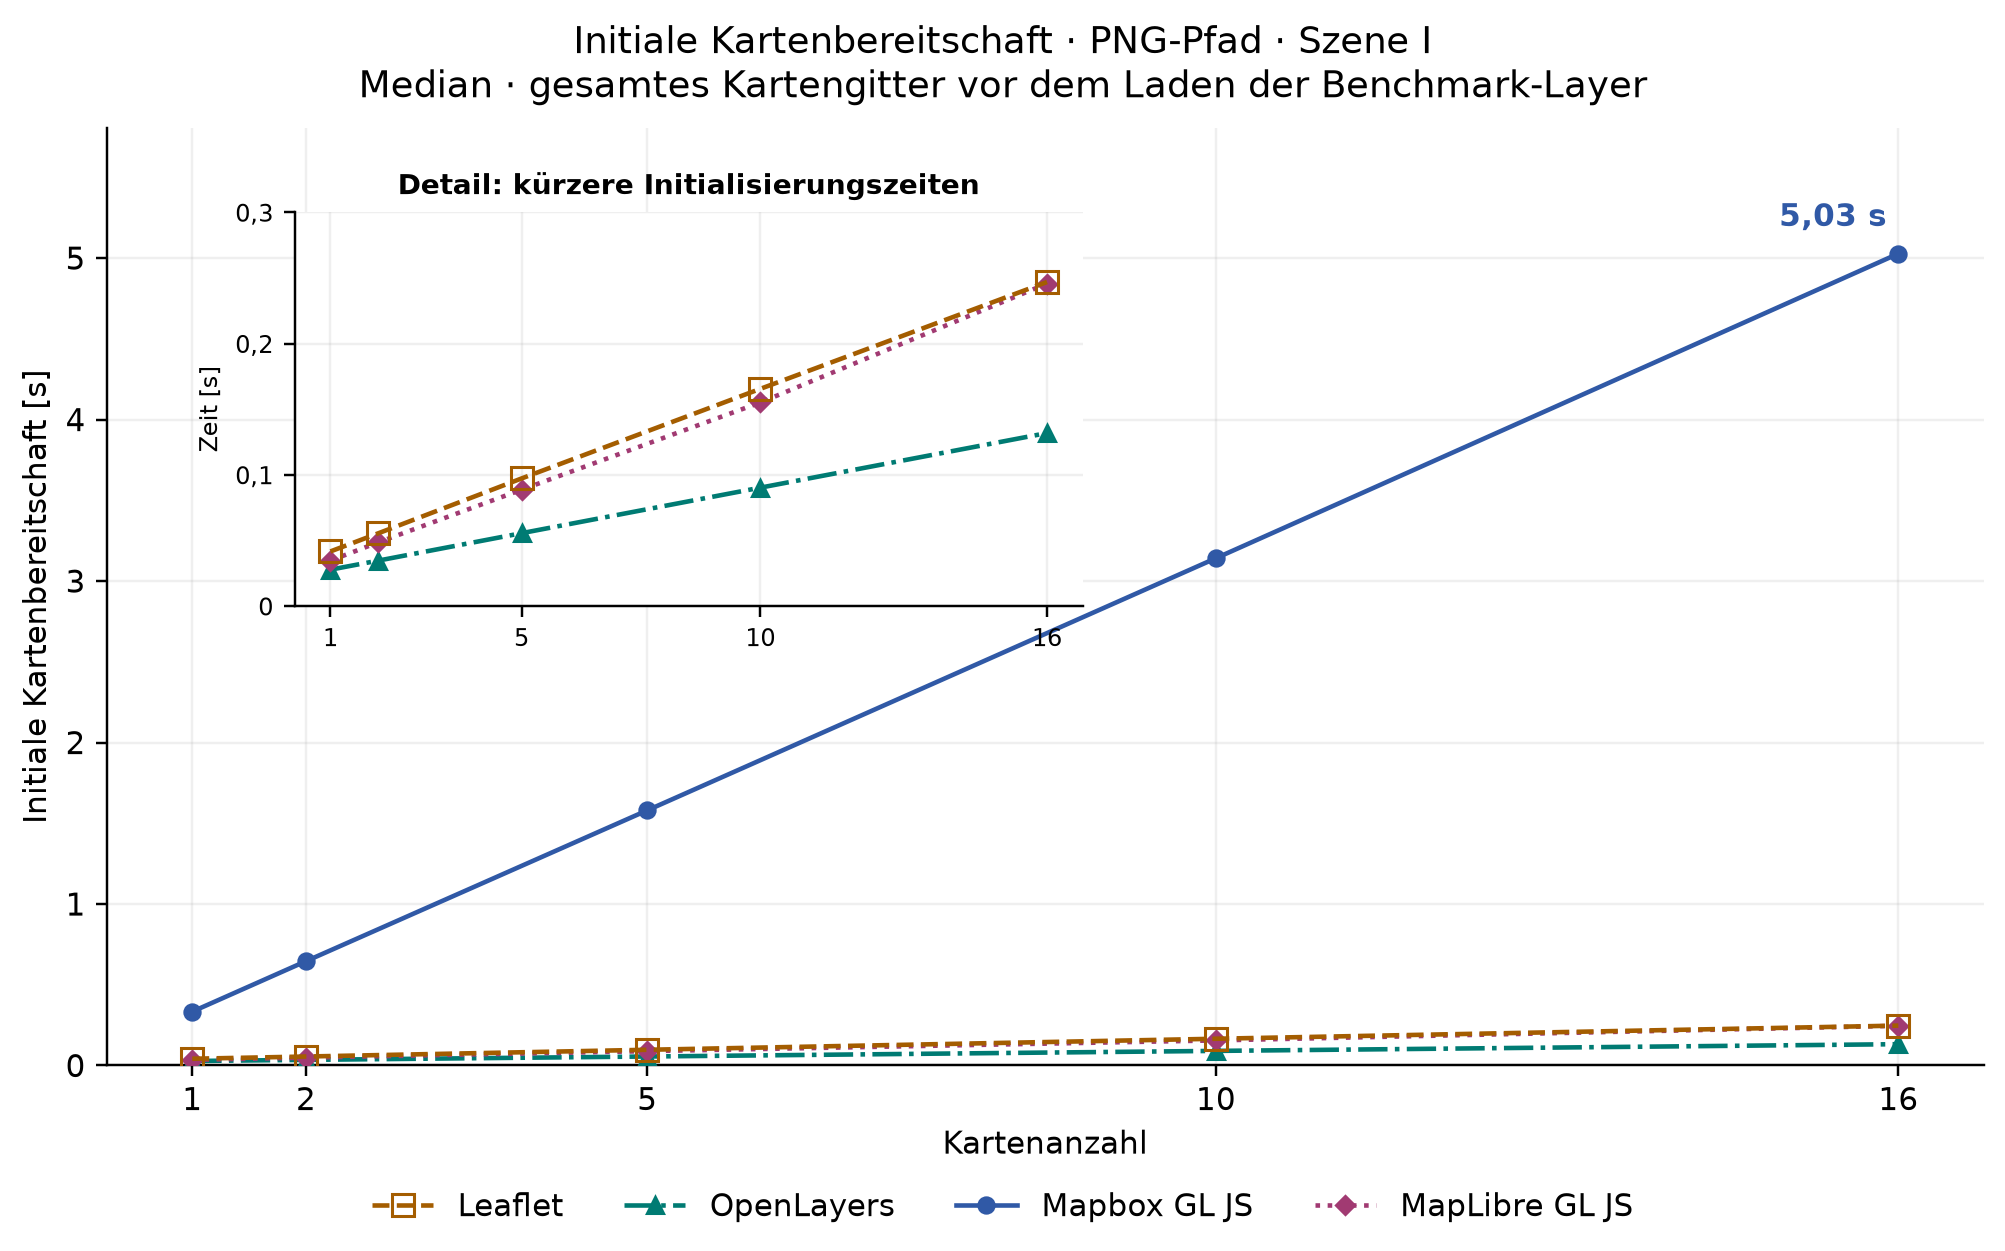 Initiale Kartenbereitschaft · PNG-Pfad · Szene I
Median · gesamtes Kartengitter vor dem Laden der Benchmark-Layer
Detail: kürzere Initialisierungszeiten
0,3
0,2
0,1
0
Zeit [s]
1 5 10 16
5,03 s
Initiale Kartenbereitschaft [s]
5
4
3
2
1
0
1 2 5 10 16
Kartenanzahl
Leaflet OpenLayers Mapbox GL JS MapLibre GL JS